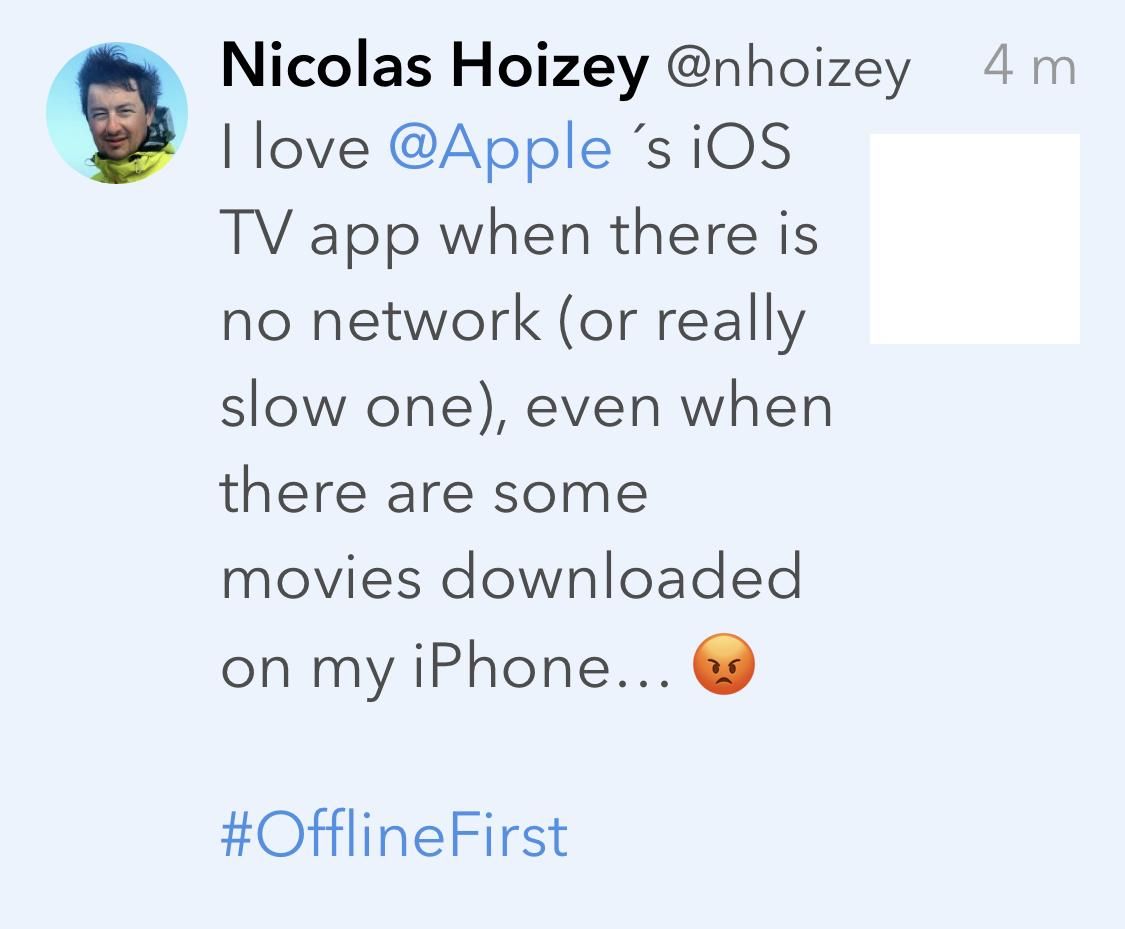 Nicolas Hoizey @nhoizey 4 m
I love @Apple ´s iOS
TV app when there is
no network (or really
slow one), even when
there are some
movies downloaded
on my iPhone… 😡
#OfflineFirst